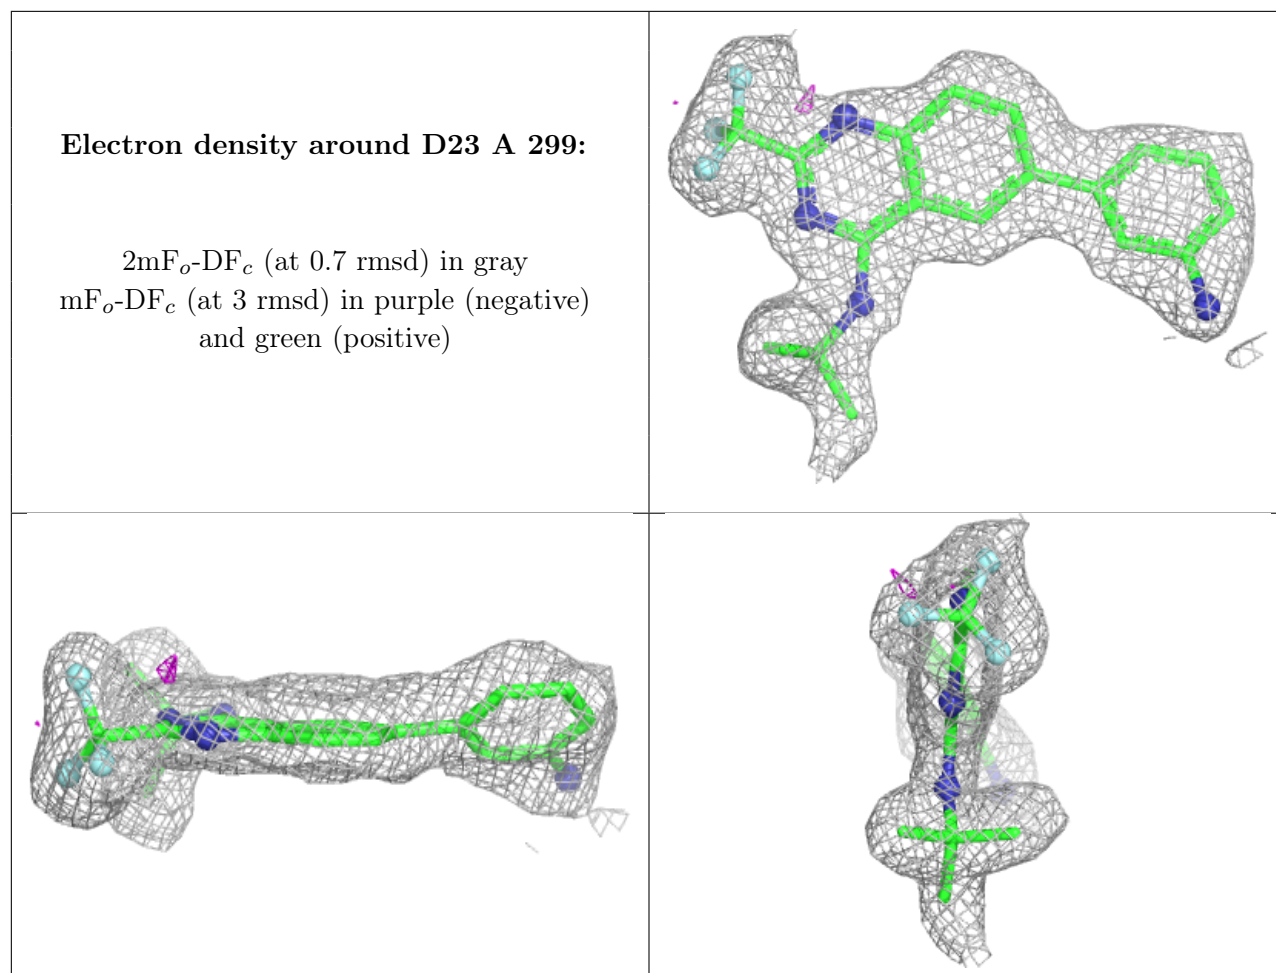 Electron density around D23 A 299:
2mFo-DFc (at 0.7 rmsd) in gray
mFo-DFc (at 3 rmsd) in purple (negative)
and green (positive)